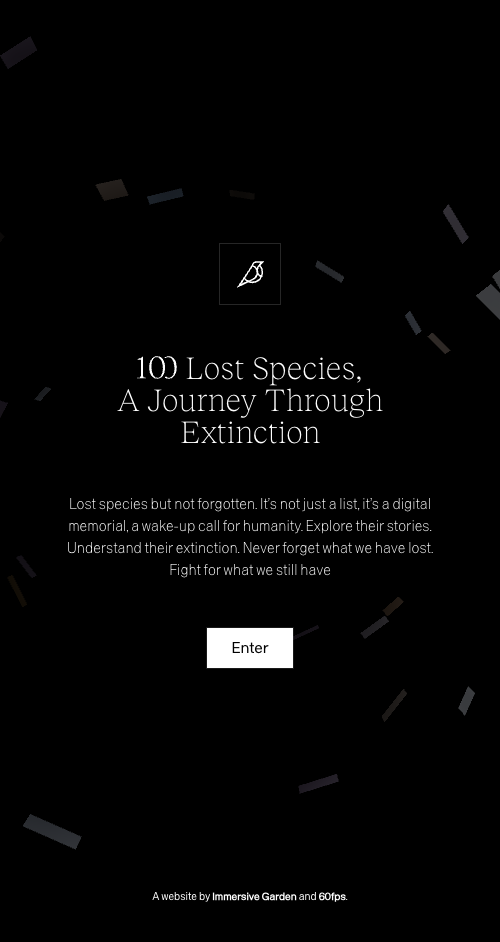 100 Lost Species,
A Journey Through
Extinction
Lost species but not forgotten. It's not just a list, it's a digital
memorial, a wake-up call for humanity. Explore their stories.
Understand their extinction. Never forget what we have lost.
Fight for what we still have
Enter
A website by Immersive Garden and 60fps.